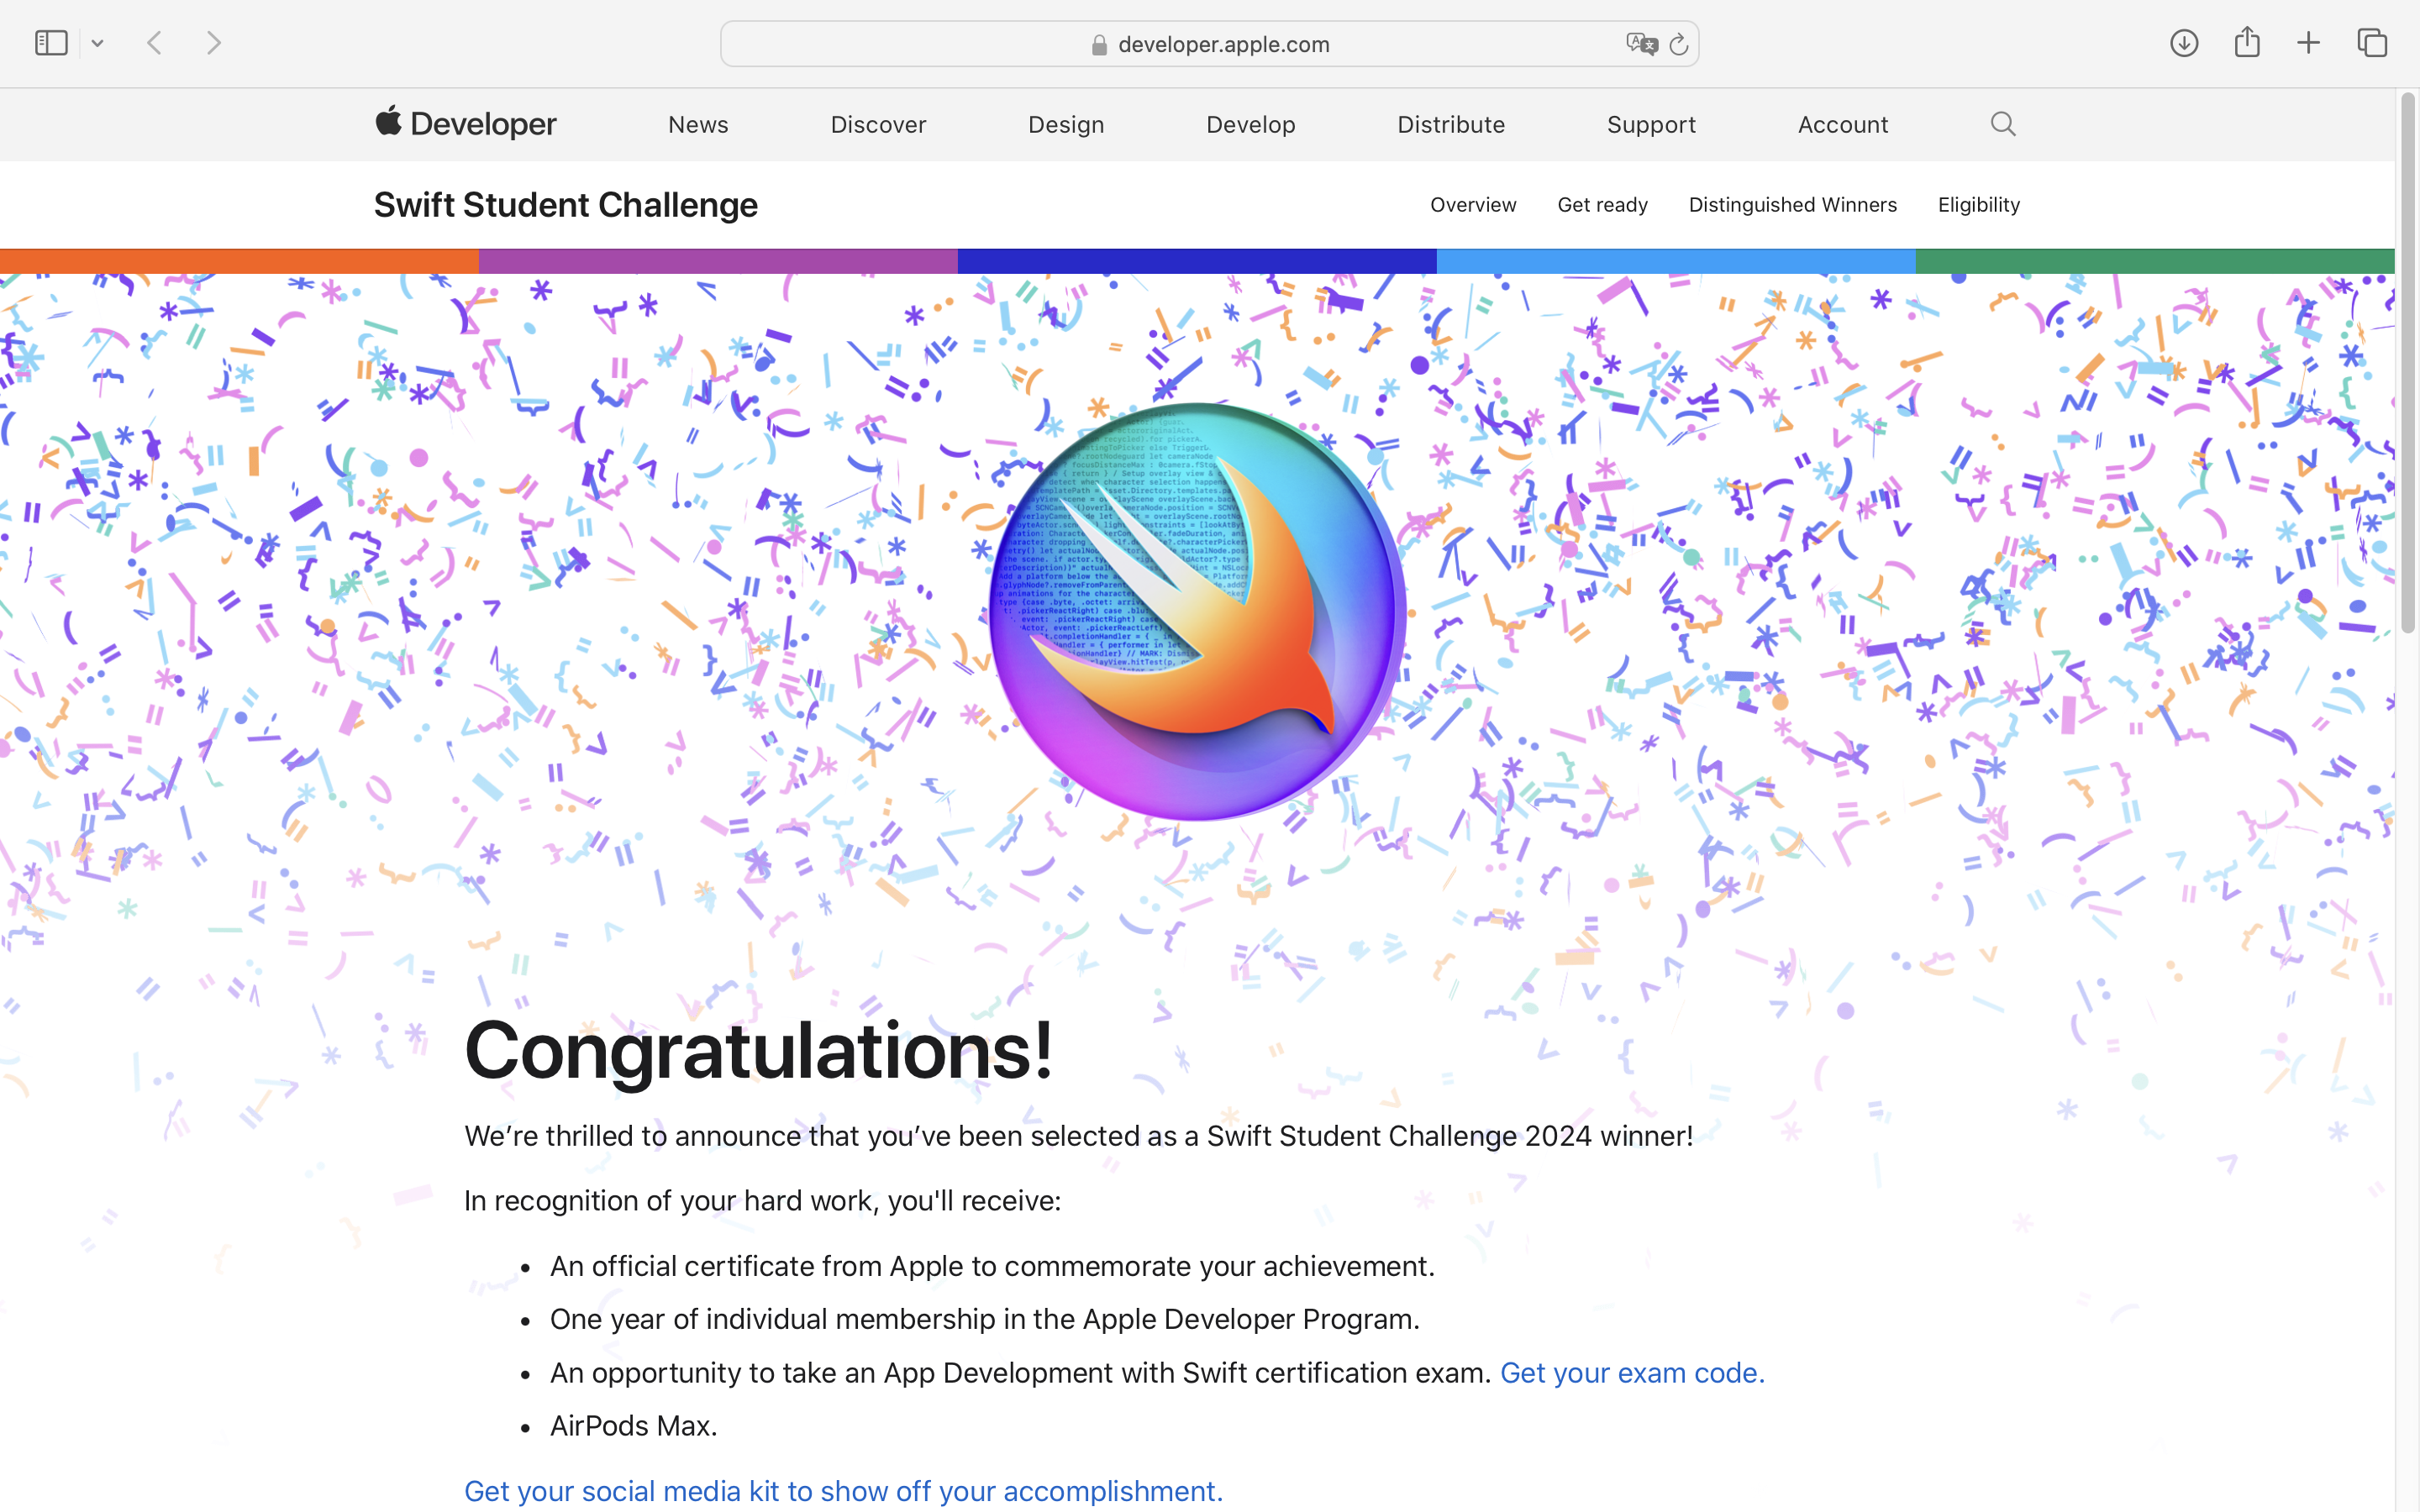 developer.apple.com
Developer
News
Discover
Design
Develop
Distribute
Support
Account
Swift Student Challenge
Overview
Get ready
Distinguished Winners
Eligibility
Congratulations!
We’re thrilled to announce that you’ve been selected as a Swift Student Challenge 2024 winner!
In recognition of your hard work, you'll receive:
• An official certificate from Apple to commemorate your achievement.
• One year of individual membership in the Apple Developer Program.
• An opportunity to take an App Development with Swift certification exam. Get your exam code.
• AirPods Max.
Get your social media kit to show off your accomplishment.